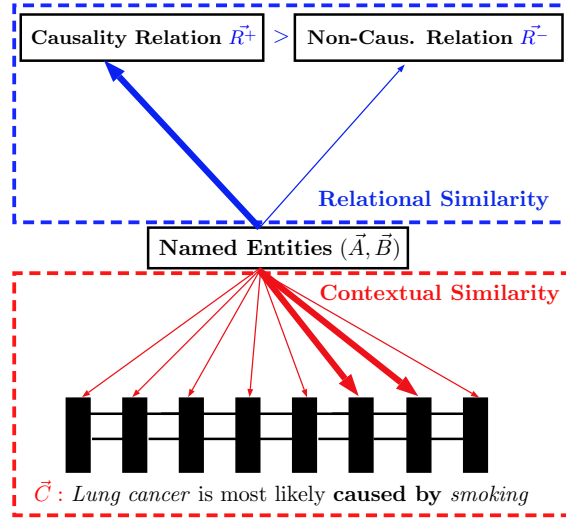 Causality Relation R⃗⁺ > Non-Caus. Relation R⃗⁻
Relational Similarity
Named Entities (A⃗, B⃗)
Contextual Similarity
C⃗ : Lung cancer is most likely caused by smoking